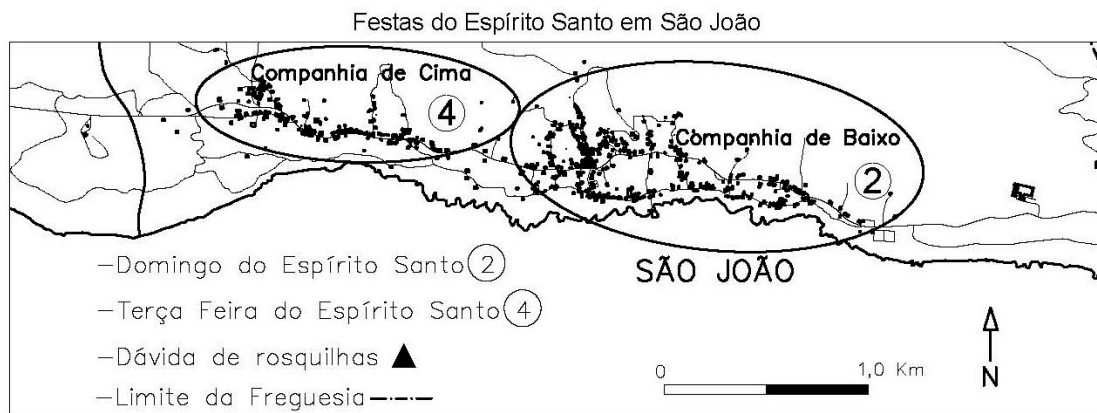 Festas do Espírito Santo em São João
Companhia de Cima
4
Companhia de Baixo
2
SÃO JOÃO
–Domingo do Espírito Santo 2
–Terça Feira do Espírito Santo 4
–Dávida de rosquilhas
–Limite da Freguesia
0 1,0 Km
N